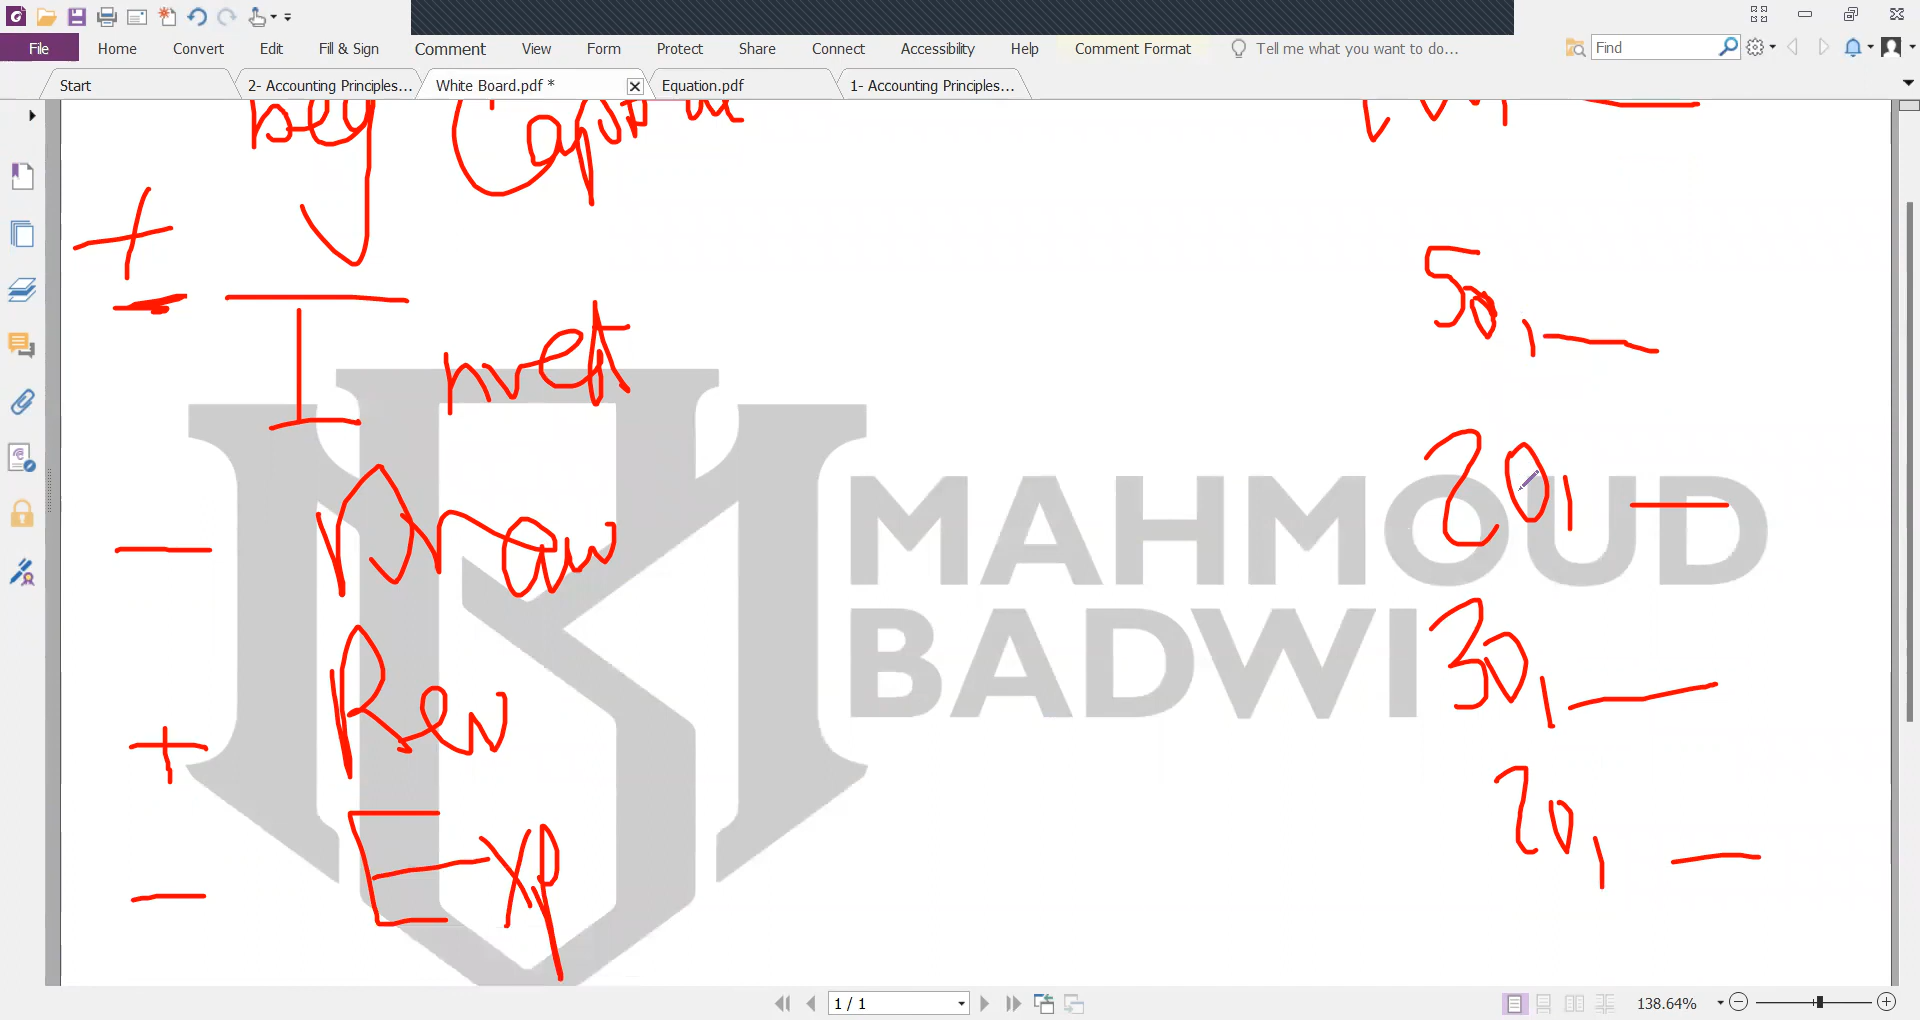 File Home Convert Edit Fill & Sign Comment View Form Protect Share Connect Accessibility Help Comment Format Tell me what you want to do... Find
Start 2- Accounting Principles... White Board.pdf * Equation.pdf 1- Accounting Principles...
beg Capital
+
- Invest 50,
- Draw 20,
MAHMOUD
BADWI
+ Rev 30,
- Exp 20,
1 / 1 138.64%